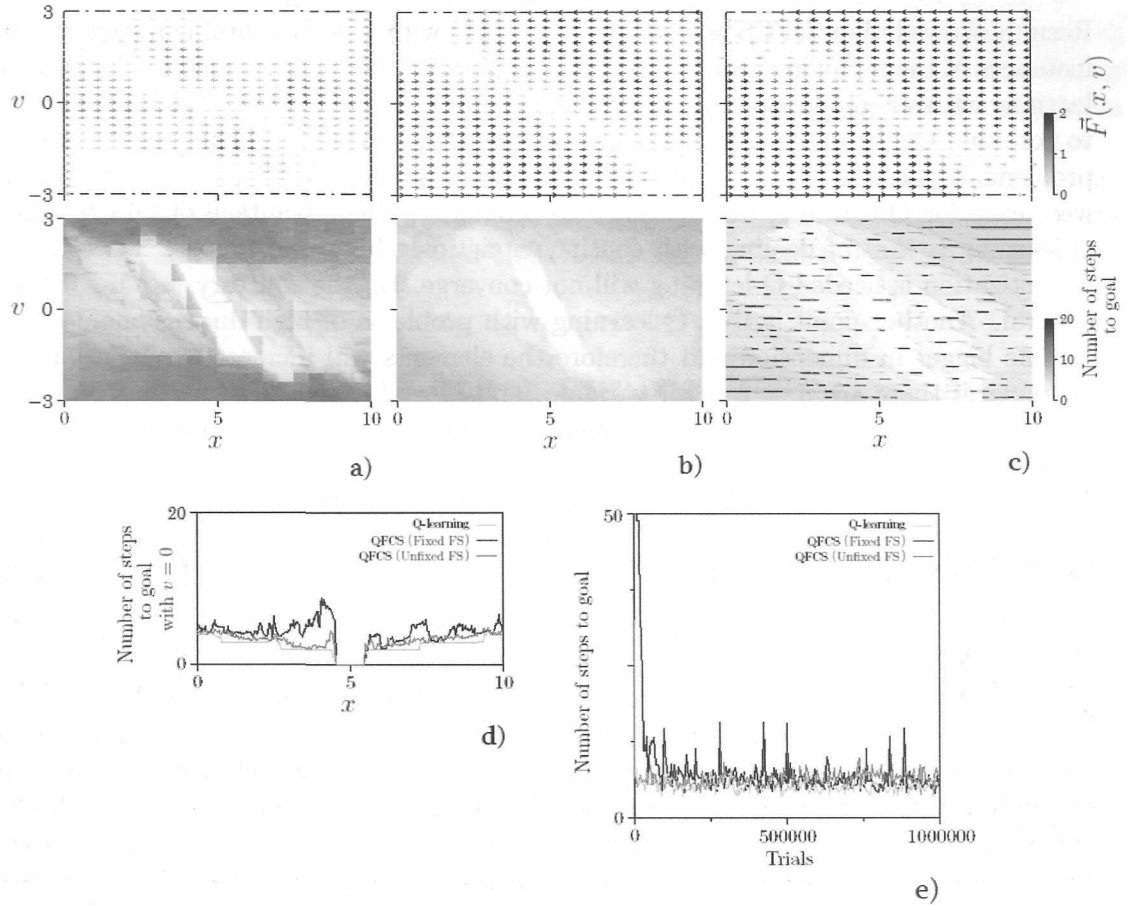 3
v 0
−3
F̅(x, v)
2
1
0
3
v 0
−3
0 5 10
x
a)
0 5 10
x
b)
0 5 10
x
c)
Number of steps
to goal
20
10
0
Number of steps
to goal
with v = 0
20
0
Q-learning
QFCS (Fixed FS)
QFCS (Unfixed FS)
0 5 10
x
d)
Number of steps to goal
50
0
Q-learning
QFCS (Fixed FS)
QFCS (Unfixed FS)
0 500000 1000000
Trials
e)